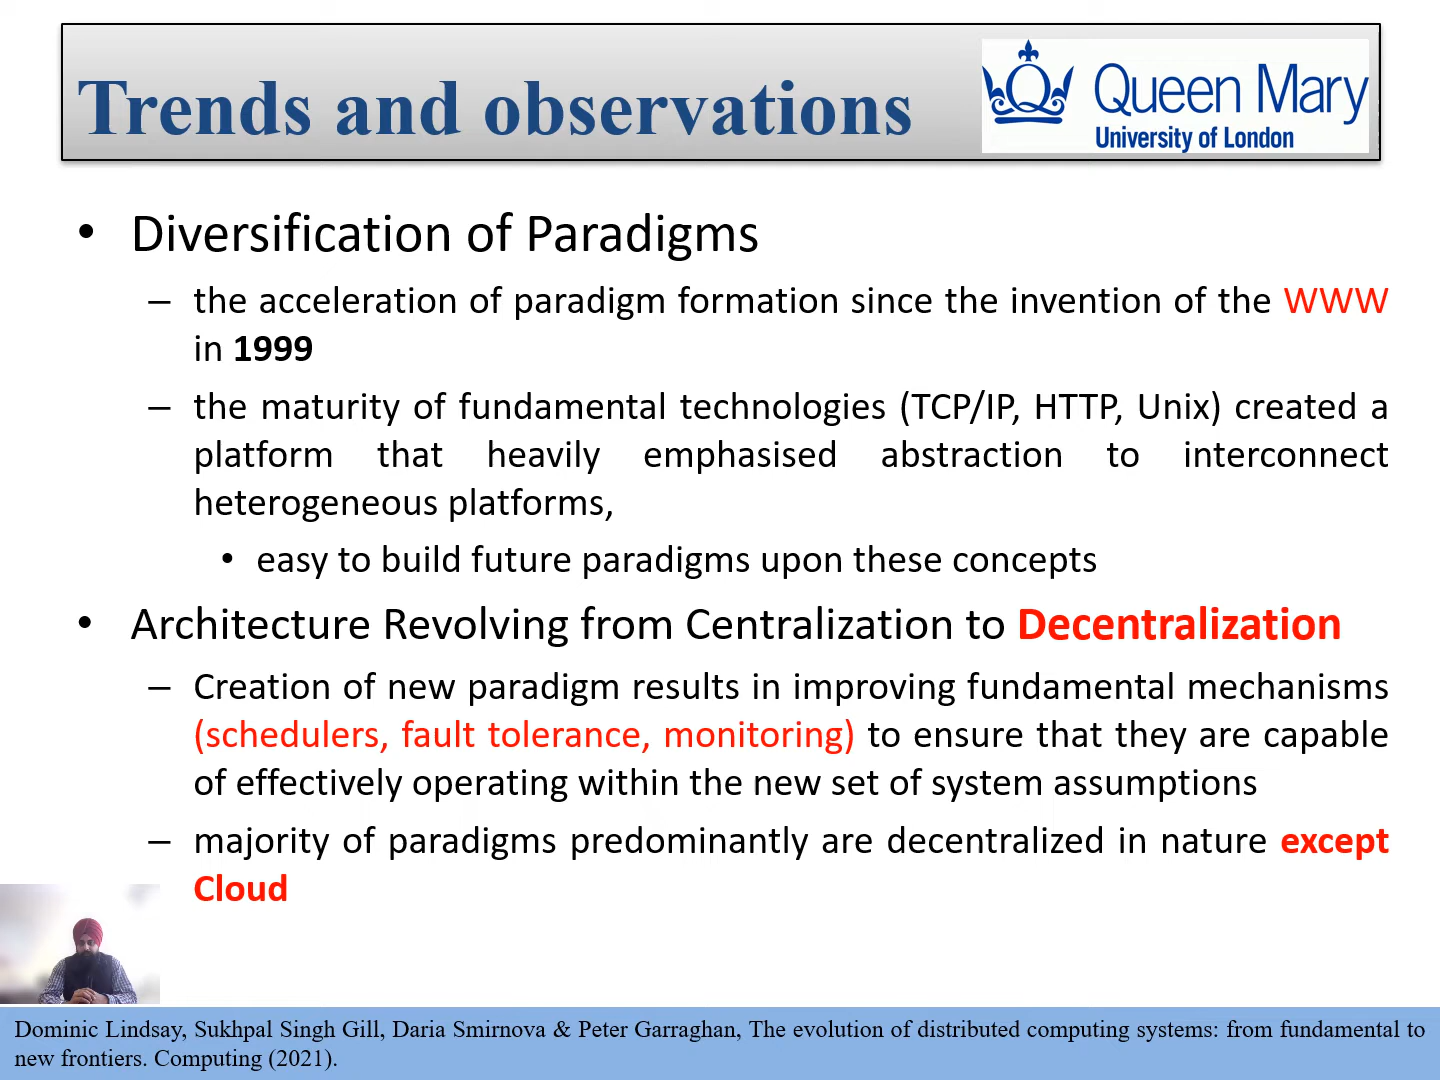 Trends and observations
Queen Mary
University of London
• Diversification of Paradigms
– the acceleration of paradigm formation since the invention of the WWW
in 1999
– the maturity of fundamental technologies (TCP/IP, HTTP, Unix) created a
platform that heavily emphasised abstraction to interconnect
heterogeneous platforms,
• easy to build future paradigms upon these concepts
• Architecture Revolving from Centralization to Decentralization
– Creation of new paradigm results in improving fundamental mechanisms
(schedulers, fault tolerance, monitoring) to ensure that they are capable
of effectively operating within the new set of system assumptions
– majority of paradigms predominantly are decentralized in nature except
Cloud
Dominic Lindsay, Sukhpal Singh Gill, Daria Smirnova & Peter Garraghan, The evolution of distributed computing systems: from fundamental to
new frontiers. Computing (2021).